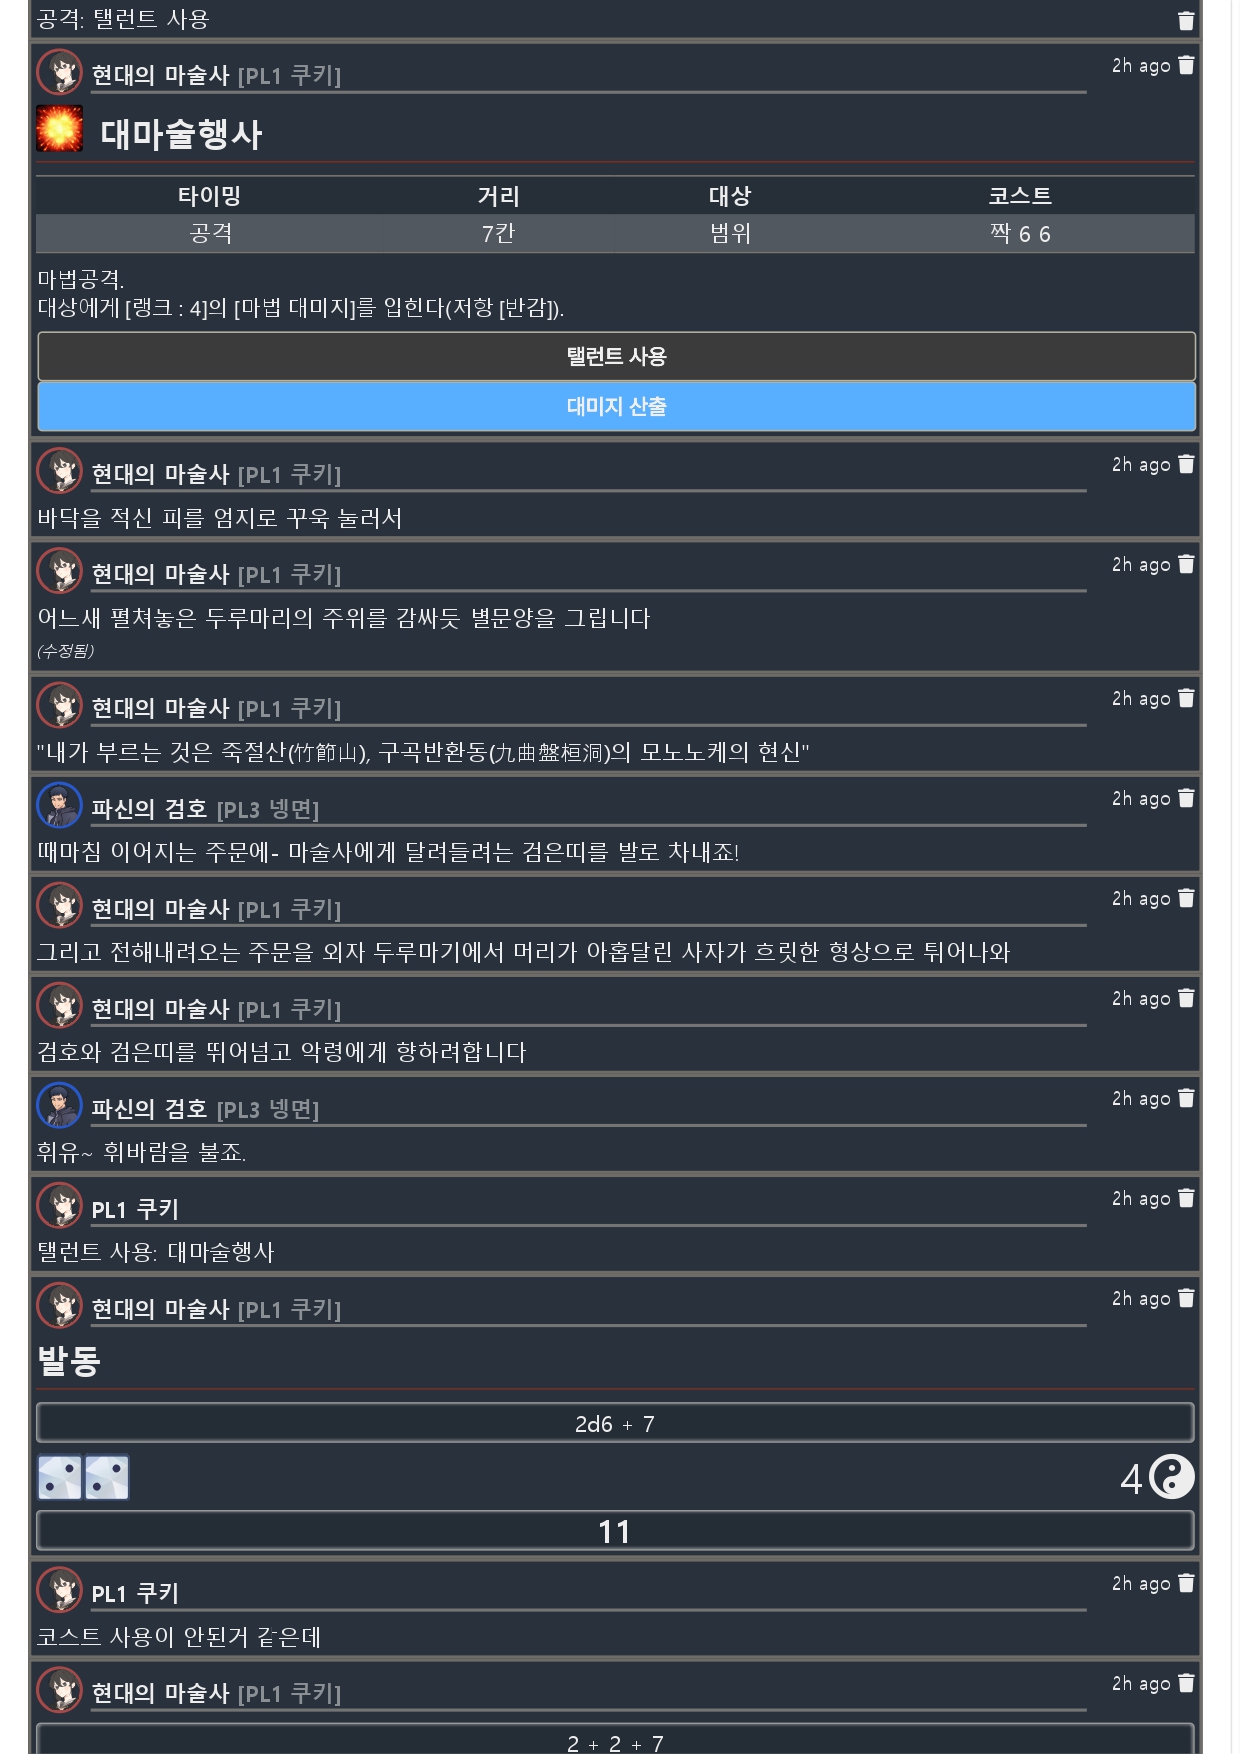 공격: 탤런트 사용
현대의 마술사 [PL1 쿠키] 2h ago
대마술행사
타이밍 거리 대상 코스트
공격 7칸 범위 짝 6 6
마법공격.
대상에게 [랭크 : 4]의 [마법 대미지]를 입힌다(저항 [반감]).
탤런트 사용
대미지 산출
현대의 마술사 [PL1 쿠키] 2h ago
바닥을 적신 피를 엄지로 꾸욱 눌러서
현대의 마술사 [PL1 쿠키] 2h ago
어느새 펼쳐놓은 두루마리의 주위를 감싸듯 별문양을 그립니다
(수정됨)
현대의 마술사 [PL1 쿠키] 2h ago
"내가 부르는 것은 죽절산(竹節山), 구곡반환동(九曲盤桓洞)의 모노노케의 현신"
파신의 검호 [PL3 넹면] 2h ago
때마침 이어지는 주문에- 마술사에게 달려들려는 검은띠를 발로 차내죠!
현대의 마술사 [PL1 쿠키] 2h ago
그리고 전해내려오는 주문을 외자 두루마기에서 머리가 아홉달린 사자가 흐릿한 형상으로 튀어나와
현대의 마술사 [PL1 쿠키] 2h ago
검호와 검은띠를 뛰어넘고 악령에게 향하려합니다
파신의 검호 [PL3 넹면] 2h ago
휘유~ 휘바람을 불죠.
PL1 쿠키 2h ago
탤런트 사용: 대마술행사
현대의 마술사 [PL1 쿠키] 2h ago
발동
2d6 + 7
4
11
PL1 쿠키 2h ago
코스트 사용이 안된거 같은데
현대의 마술사 [PL1 쿠키] 2h ago
2 + 2 + 7